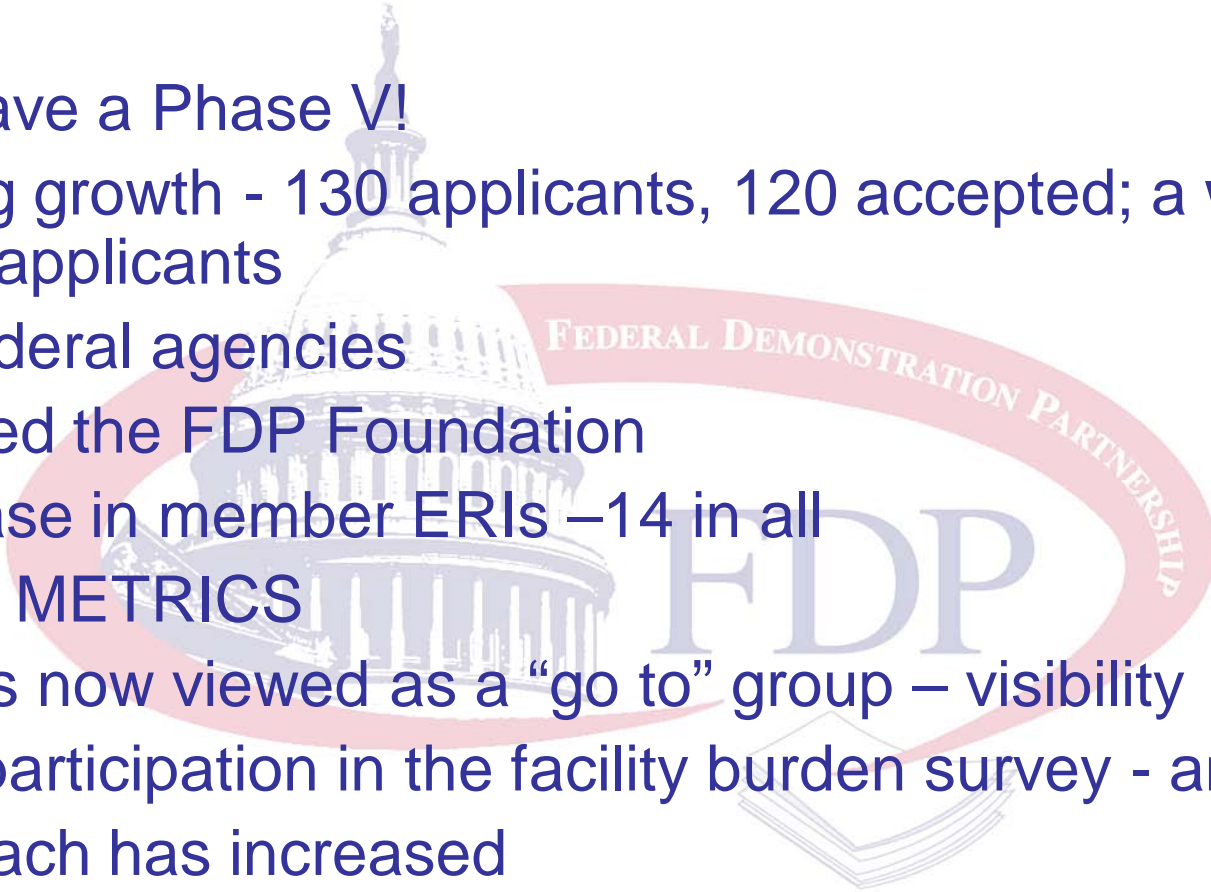 ave a Phase V!
g growth - 130 applicants, 120 accepted; a
applicants
deral agencies
ed the FDP Foundation
ase in member ERIs –14 in all
METRICS
s now viewed as a “go to” group – visibility
participation in the facility burden survey - a
ach has increased
FEDERAL DEMONSTRATION PARTNERSHIP
FDP